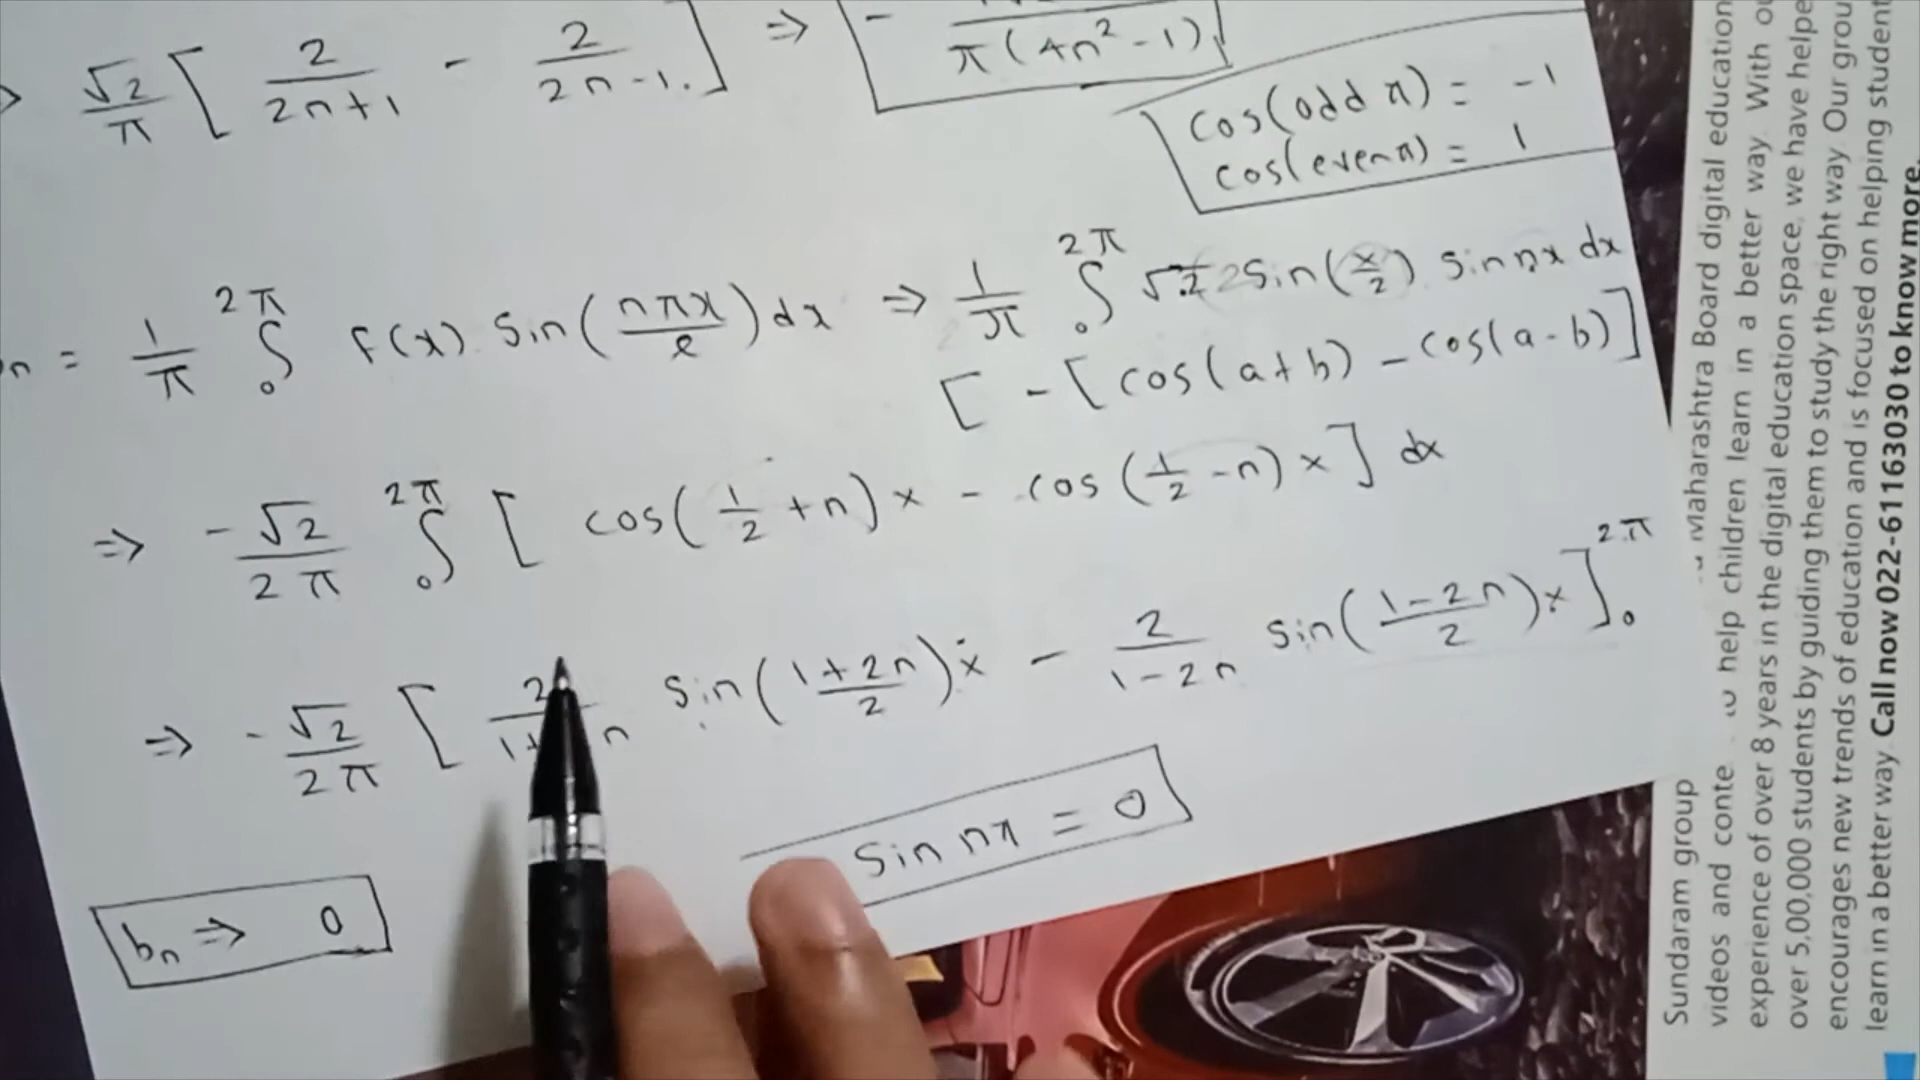 √2/π [ 2/2n+1 - 2/2n-1. ] ⇒ - π(4n² - 1)
cos(odd π) = -1
cos(even π) = 1
n = 1/π ∫₀^2π f(x) sin(nπx/l) dx ⇒ 1/π ∫₀^2π √2 sin(x/2) sin nx dx
[ - [cos(a+b) - cos(a-b)]
⇒ -√2/2π ∫₀^2π [ cos(1/2 + n)x - cos(1/2 - n)x ] dx
⇒ -√2/2π [ 2/1+ n sin(1+2n/2)x - 2/1-2n sin(1-2n/2)x ]₀^2π
sin nπ = 0
bn ⇒ 0
Sundaram group Maharashtra Board digital education
videos and conte to help children learn in a better way. With
experience of over 8 years in the digital education space, we have helpe
over 5,00,000 students by guiding them to study the right way. Our grou
encourages new trends of education and is focused on helping student
learn in a better way. Call now 022-61163030 to know more.